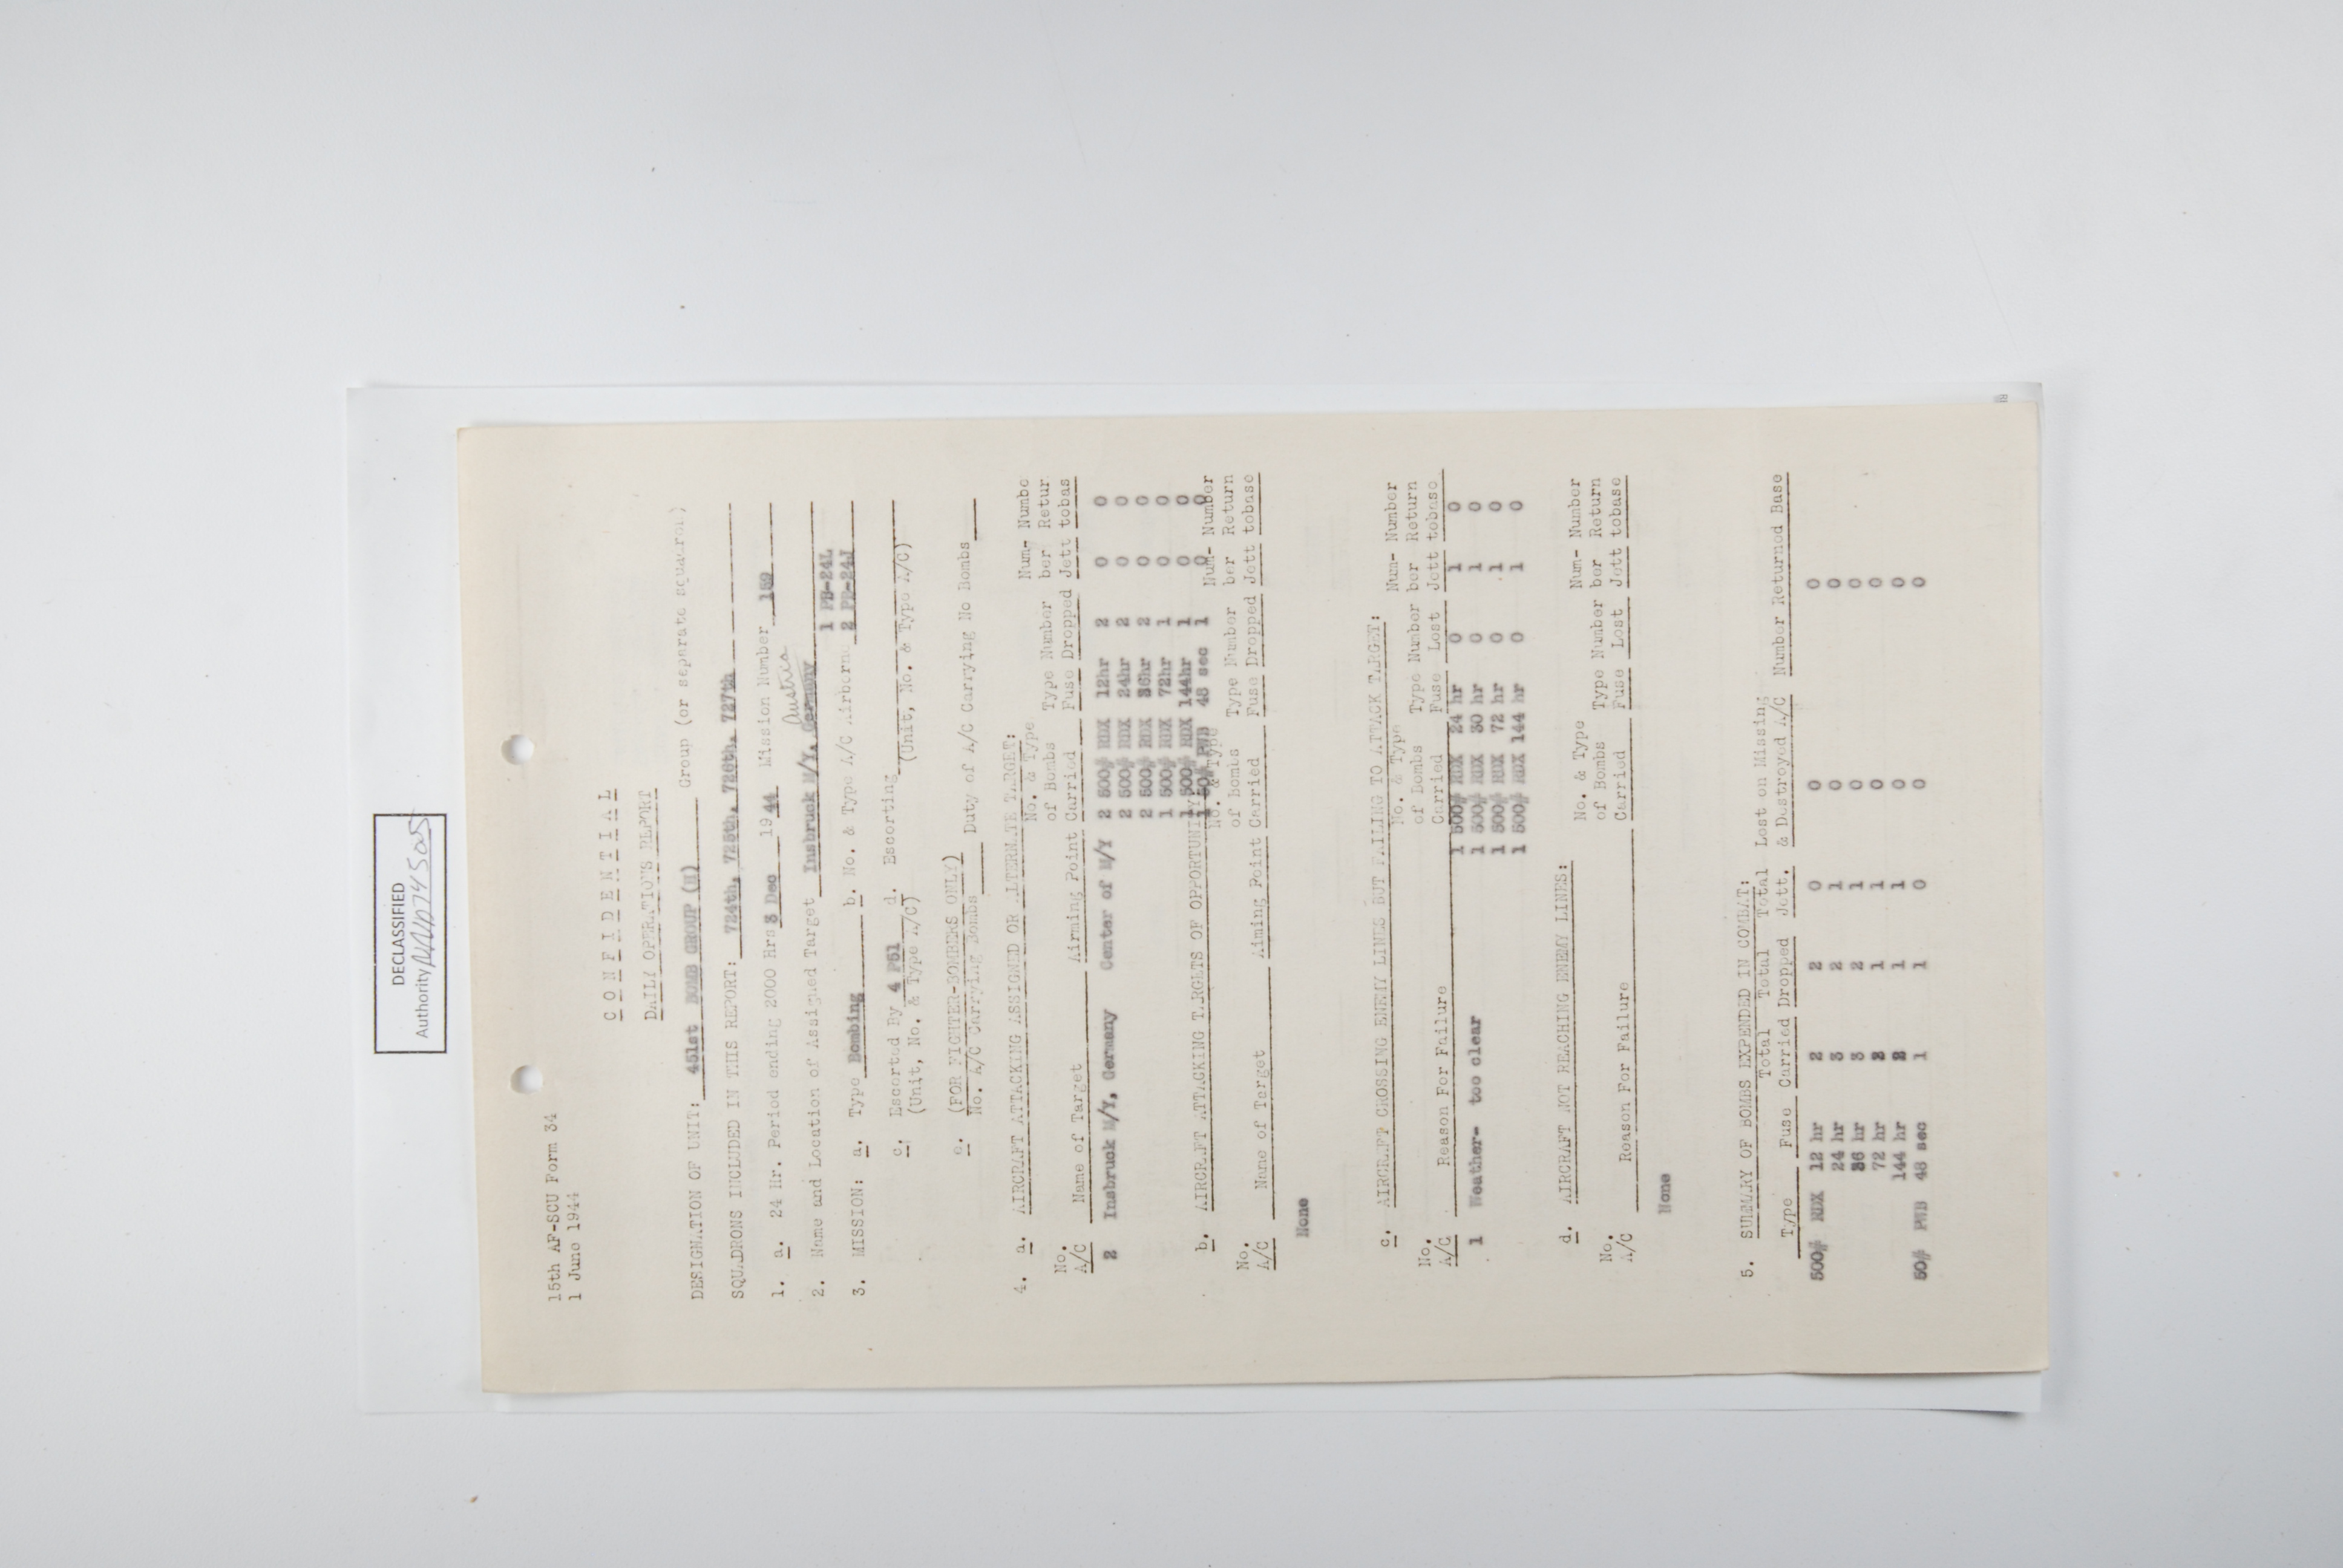 DECLASSIFIED
Authority NND745005
15th AF-SCU Form 34
1 June 1944
C O N F I D E N T I A L
DAILY OPERATIONS REPORT
DESIGNATION OF UNIT: 451st BOMB GROUP (H) Group (or separate squadron)
SQUADRONS INCLUDED IN THIS REPORT: 724th, 725th, 726th, 727th
1. a. 24 Hr. Period ending 2000 Hrs 3 Dec 1944 Mission Number 159
Austria
2. Name and Location of Assigned Target Insbruck M/Y, Germany
1 PB-24L
3. MISSION: a. Type Bombing b. No. & Type A/C Airborne 2 PB-24J
c. Escorted By 4 P51 d. Escorting
(Unit, No. & Type A/C) (Unit, No. & Type A/C)
e. (FOR FIGHTER-BOMBERS ONLY)
No. A/C Carrying Bombs Duty of A/C Carrying No Bombs
4. a. AIRCRAFT ATTACKING ASSIGNED OR ALTERNATE TARGET:
No. & Type Num- Numbe
No. of Bombs Type Number ber Retur
A/C Name of Target Airming Point Carried Fuse Dropped Jett tobas
2 Insbruck M/Y, Germany Center of M/Y 2 500# RDX 12hr 2 0 0
2 500# RDX 24hr 2 0 0
2 500# RDX 36hr 2 0 0
1 500# RDX 72hr 1 0 0
1 500# RDX 144hr 1 0 0
1 50# PWB 48 sec 1 0 0
b. AIRCRAFT ATTACKING TARGETS OF OPPORTUNITY:
No. & Type Num- Number
No. of Bombs Type Number ber Return
A/C Name of Target Aiming Point Carried Fuse Dropped Jett tobase
None
c. AIRCRAFT CROSSING ENEMY LINES BUT FAILING TO ATTACK TARGET:
No. & Type Num- Number
No. of Bombs Type Number ber Return
A/C Reason For Failure Carried Fuse Lost Jett tobase
1 500# RDX 24 hr 0 1 0
1 Weather- too clear 1 500# RDX 30 hr 0 1 0
1 500# RDX 72 hr 0 1 0
1 500# RDX 144 hr 0 1 0
d. AIRCRAFT NOT REACHING ENEMY LINES:
No. & Type Num- Number
No. of Bombs Type Number ber Return
A/C Reason For Failure Carried Fuse Lost Jett tobase
None
5. SUMMARY OF BOMBS EXPENDED IN COMBAT:
Total Total Total Lost on Missing
Type Fuse Carried Dropped Jett. & Destroyed A/C Number Returned Base
500# RDX 12 hr 2 2 0 0 0
24 hr 3 2 1 0 0
36 hr 3 2 1 0 0
72 hr 2 1 1 0 0
144 hr 2 1 1 0 0
50# PWB 48 sec 1 1 0 0 0